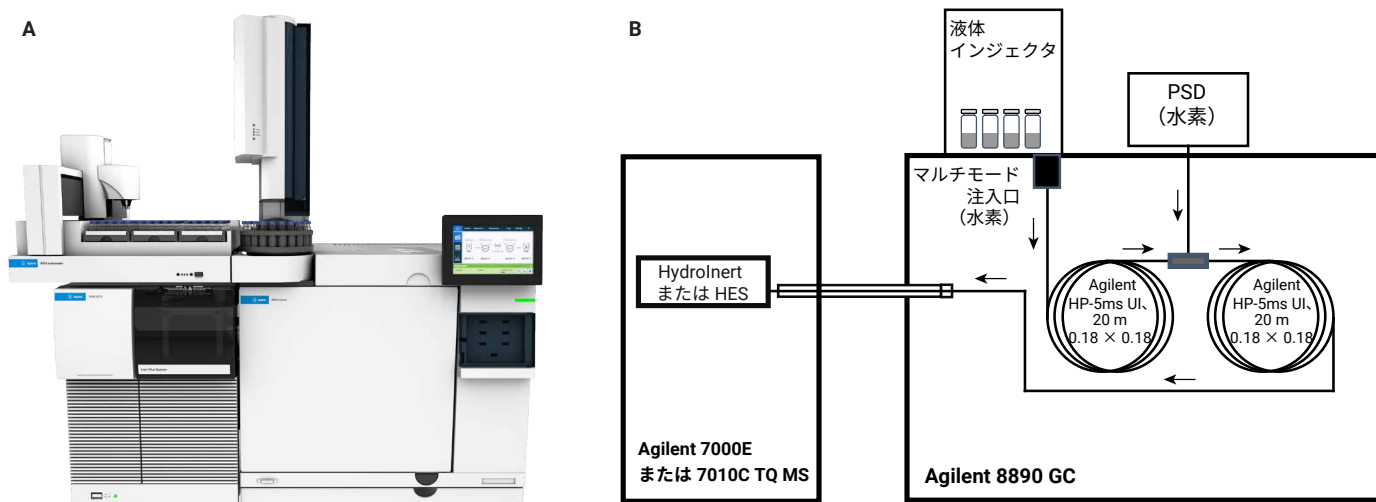 A
B
液体
インジェクタ
PSD
（水素）
マルチモード
注入口
（水素）
HydroInert
または HES
Agilent
HP-5ms UI、
20 m
0.18 × 0.18
Agilent
HP-5ms UI、
20 m
0.18 × 0.18
Agilent 7000E
または 7010C TQ MS
Agilent 8890 GC